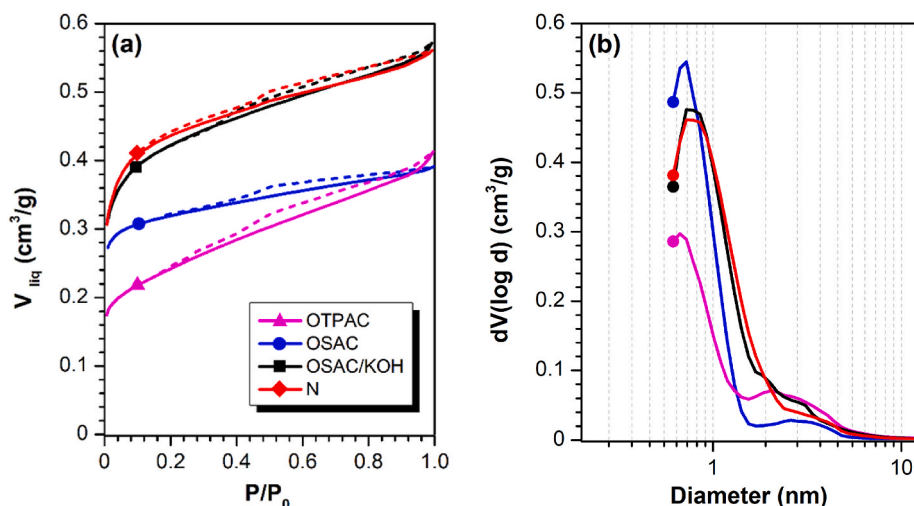 (a)
V liq (cm³/g)
0.6
0.5
0.4
0.3
0.2
0.1
0
0
0.2
0.4
0.6
0.8
1.0
P/P₀
OTPAC
OSAC
OSAC/KOH
N
(b)
dV(log d) (cm³/g)
0.6
0.5
0.4
0.3
0.2
0.1
0
1
10
Diameter (nm)